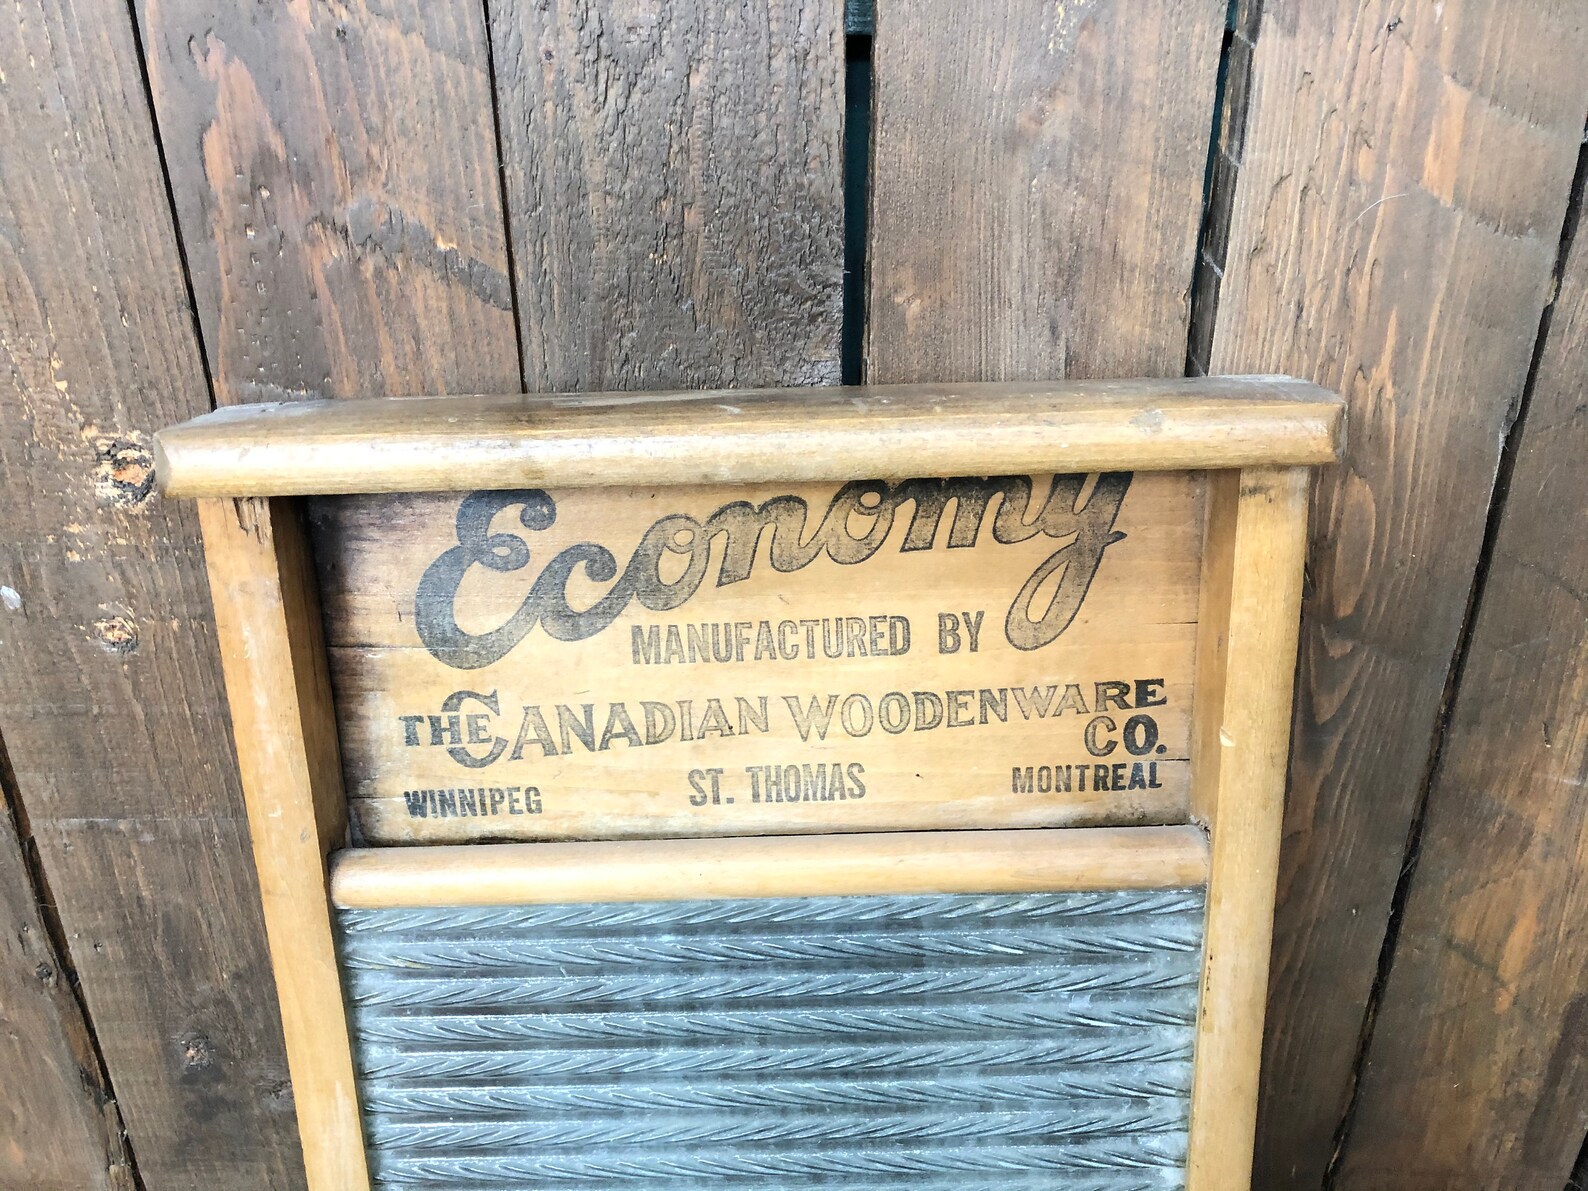 Economy
MANUFACTURED BY
THE CANADIAN WOODENWARE
CO.
WINNIPEG ST. THOMAS MONTREAL